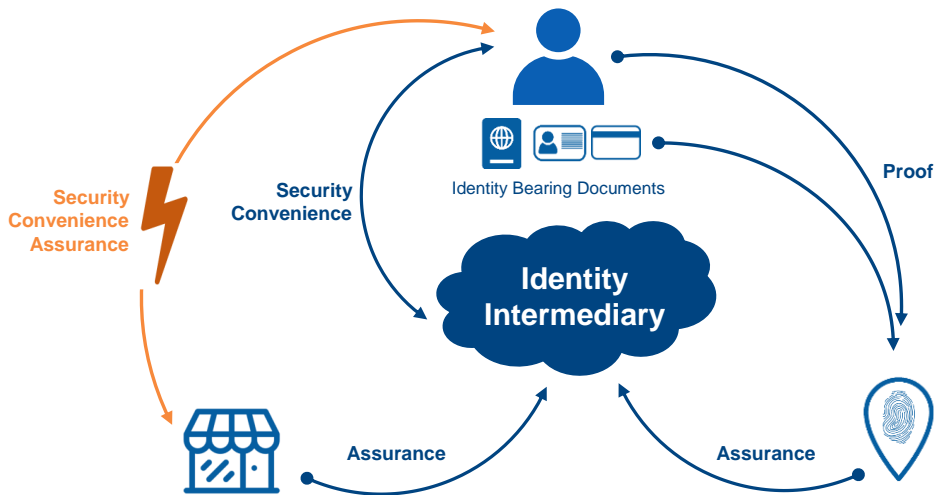 Proof
Security
Convenience
Assurance
Security
Convenience
Identity Bearing Documents
Identity
Intermediary
Assurance
Assurance